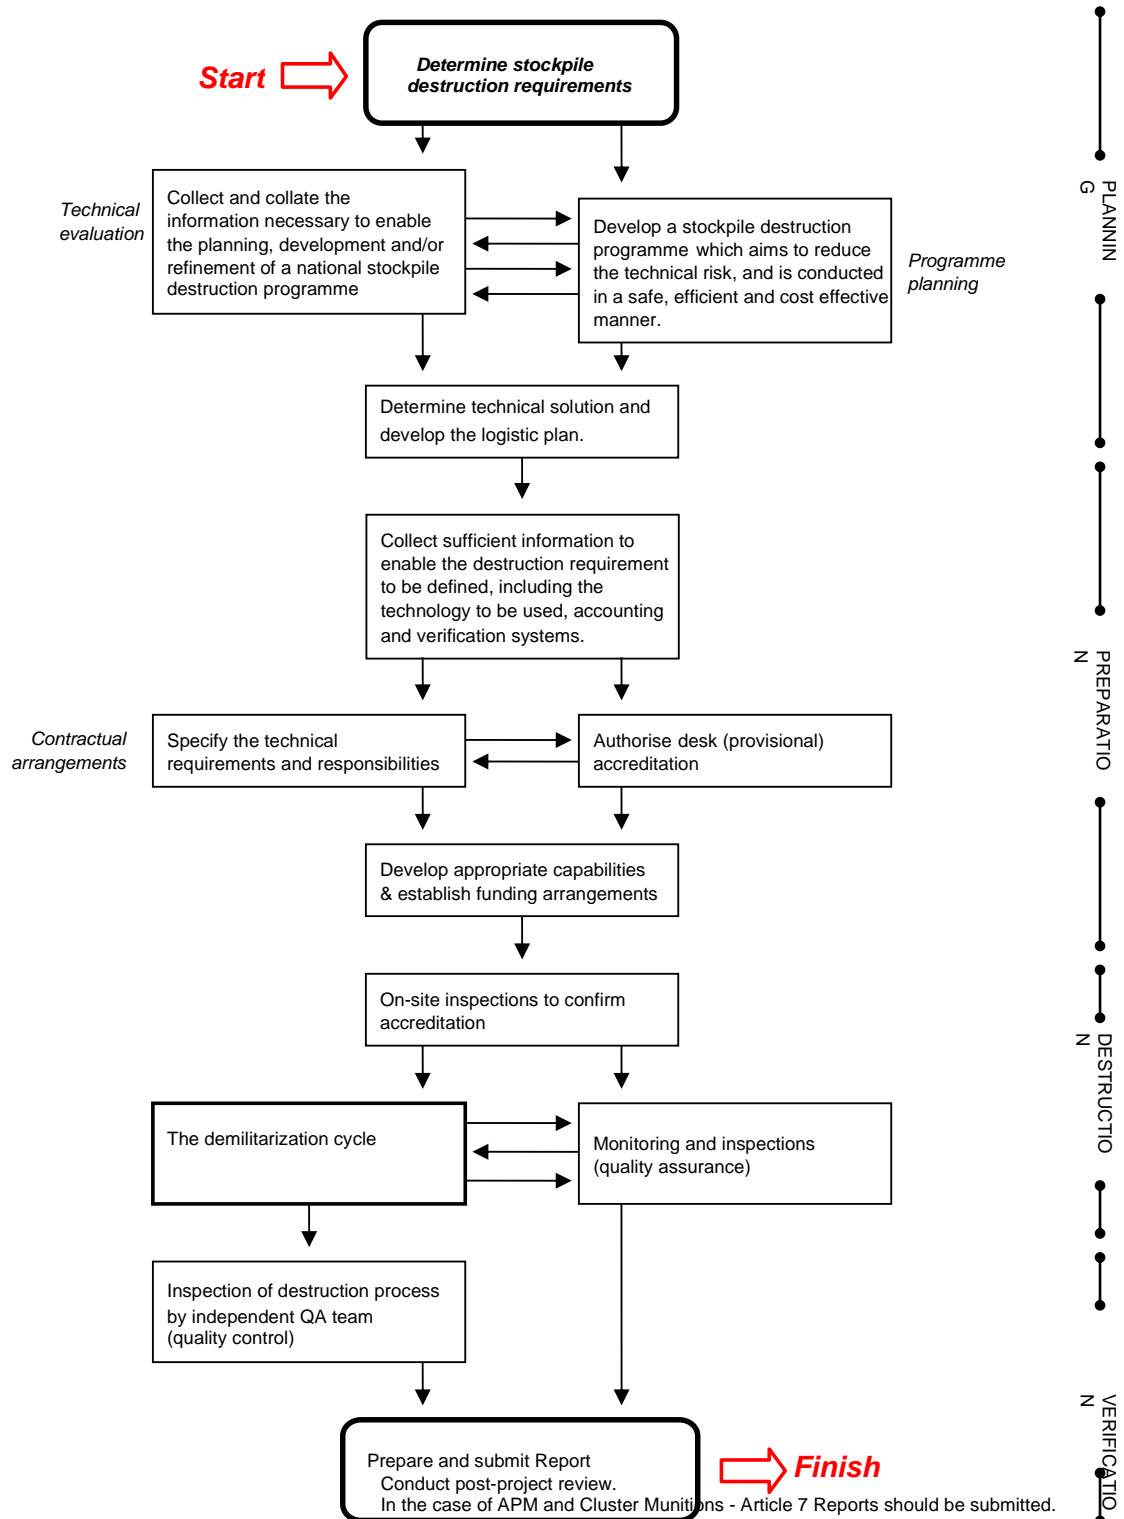 Start
Determine stockpile
destruction requirements
Technical
evaluation
Collect and collate the
information necessary to enable
the planning, development and/or
refinement of a national stockpile
destruction programme
Develop a stockpile destruction
programme which aims to reduce
the technical risk, and is conducted
in a safe, efficient and cost effective
manner.
Programme
planning
PLANNIN
G
Determine technical solution and
develop the logistic plan.
Collect sufficient information to
enable the destruction requirement
to be defined, including the
technology to be used, accounting
and verification systems.
PREPARATIO
N
Contractual
arrangements
Specify the technical
requirements and responsibilities
Authorise desk (provisional)
accreditation
Develop appropriate capabilities
& establish funding arrangements
On-site inspections to confirm
accreditation
DESTRUCTIO
N
The demilitarization cycle
Monitoring and inspections
(quality assurance)
Inspection of destruction process
by independent QA team
(quality control)
VERIFICATIO
N
Prepare and submit Report
Conduct post-project review.
In the case of APM and Cluster Munitions - Article 7 Reports should be submitted.
Finish